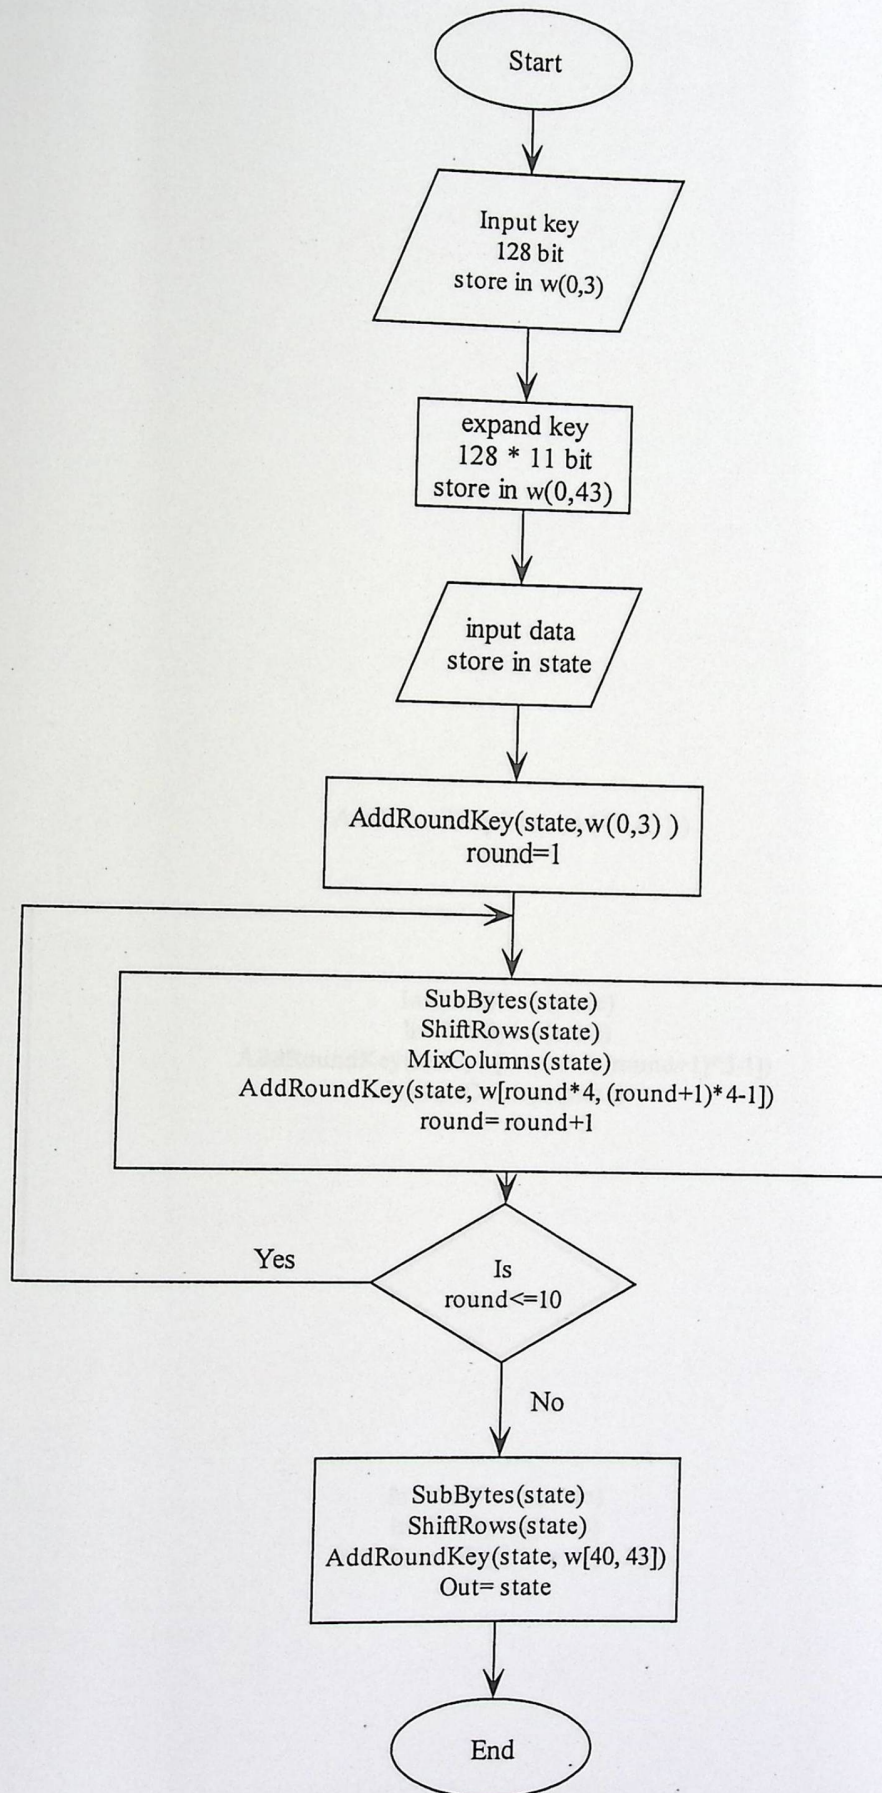 Start
Input key
128 bit
store in w(0,3)
expand key
128 * 11 bit
store in w(0,43)
input data
store in state
AddRoundKey(state,w(0,3) )
round=1
SubBytes(state)
ShiftRows(state)
MixColumns(state)
AddRoundKey(state, w[round*4, (round+1)*4-1])
round= round+1
Yes
Is
round<=10
No
SubBytes(state)
ShiftRows(state)
AddRoundKey(state, w[40, 43])
Out= state
End